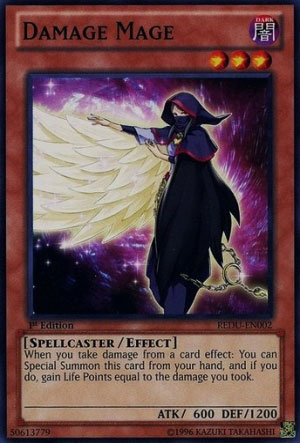 DAMAGE MAGE
DARK
闇
1st Edition
REDU-EN002
[SPELLCASTER / EFFECT]
When you take damage from a card effect: You can
Special Summon this card from your hand, and if you
do, gain Life Points equal to the damage you took.
ATK/ 600 DEF/1200
50613779
©1996 KAZUKI TAKAHASHI